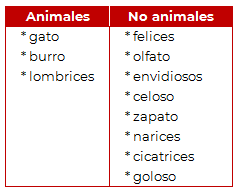 Animales No animales
* gato * felices
* burro * olfato
* lombrices * envidiosos
* celoso
* zapato
* narices
* cicatrices
* goloso